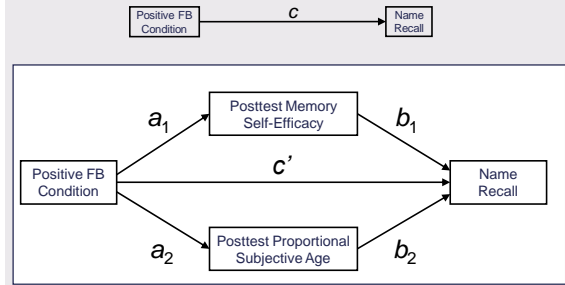 Positive FB
Condition
c
Name
Recall
Posttest Memory
Self-Efficacy
a1
b1
Positive FB
Condition
c'
Name
Recall
a2
b2
Posttest Proportional
Subjective Age